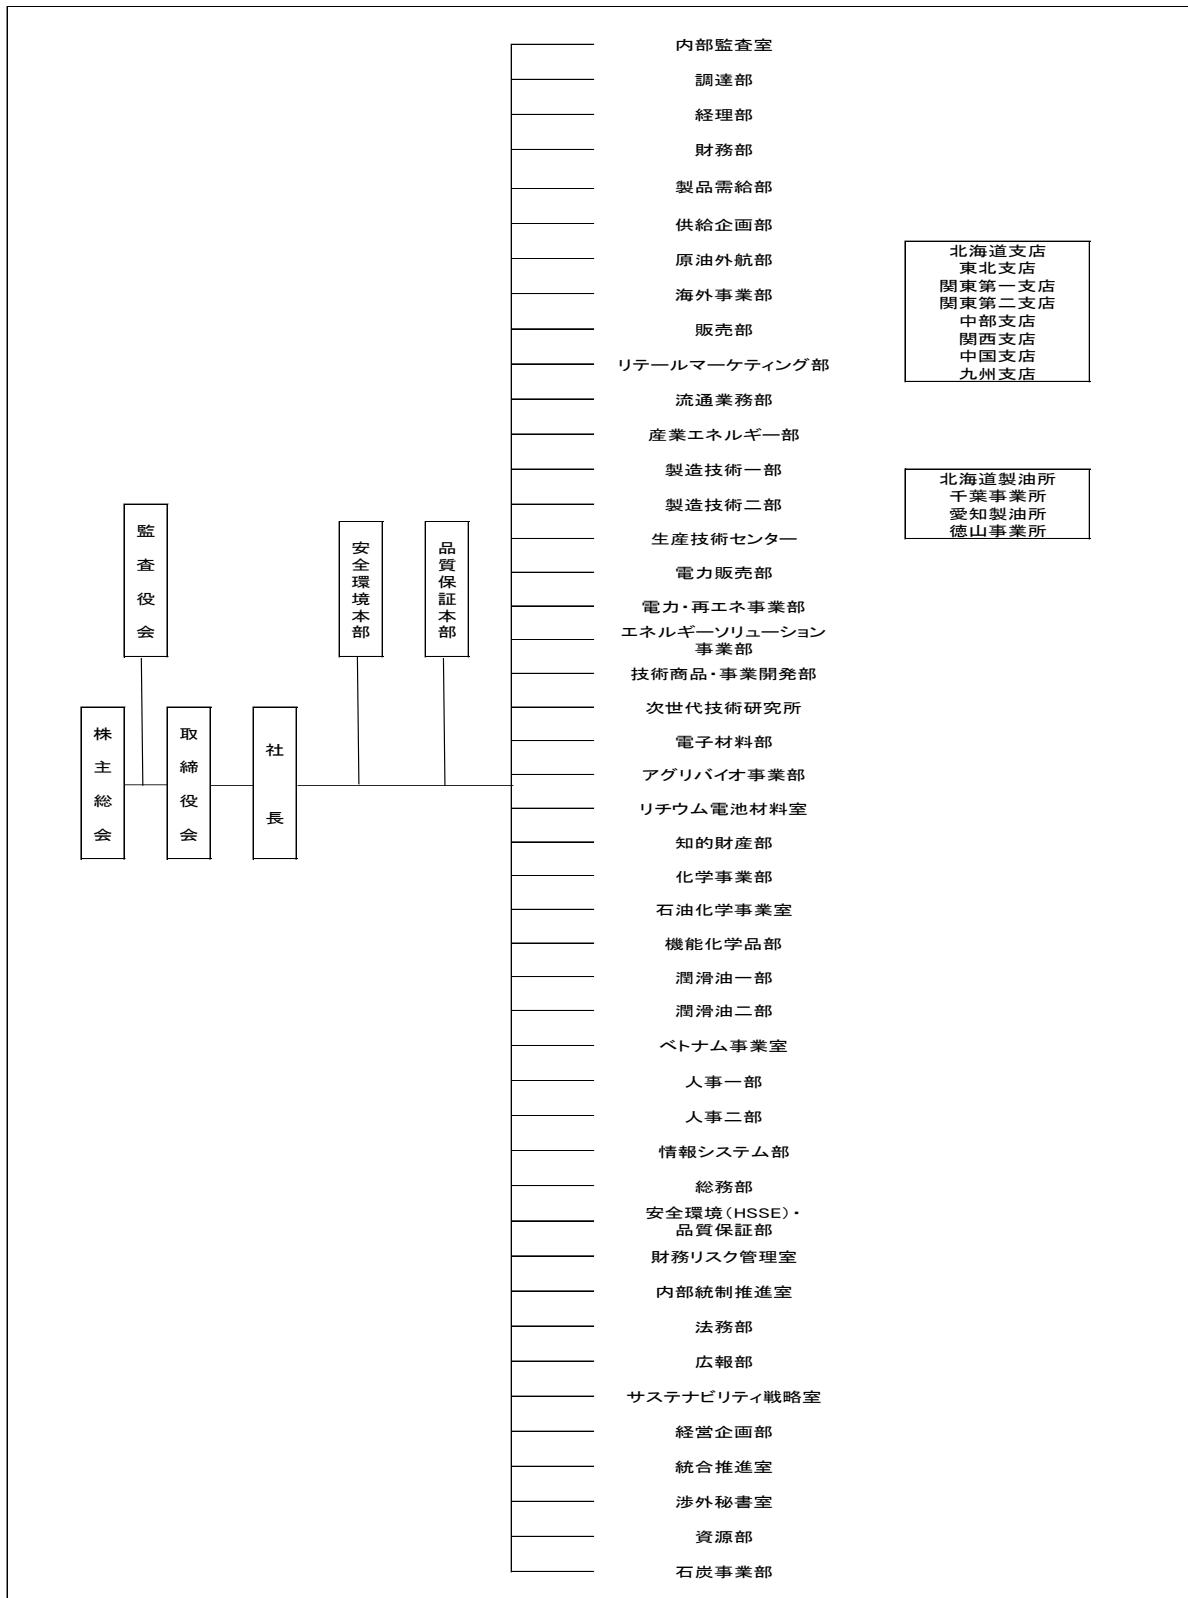 株主総会
監査役会
取締役会
社長
安全環境本部
品質保証本部
内部監査室
調達部
経理部
財務部
製品需給部
供給企画部
原油外航部
海外事業部
販売部
リテールマーケティング部
流通業務部
産業エネルギー部
製造技術一部
製造技術二部
生産技術センター
電力販売部
電力・再エネ事業部
エネルギーソリューション
事業部
技術商品・事業開発部
次世代技術研究所
電子材料部
アグリバイオ事業部
リチウム電池材料室
知的財産部
化学事業部
石油化学事業室
機能化学品部
潤滑油一部
潤滑油二部
ベトナム事業室
人事一部
人事二部
情報システム部
総務部
安全環境(HSSE)・
品質保証部
財務リスク管理室
内部統制推進室
法務部
広報部
サステナビリティ戦略室
経営企画部
統合推進室
渉外秘書室
資源部
石炭事業部
北海道支店
東北支店
関東第一支店
関東第二支店
中部支店
関西支店
中国支店
九州支店
北海道製油所
千葉事業所
愛知製油所
徳山事業所